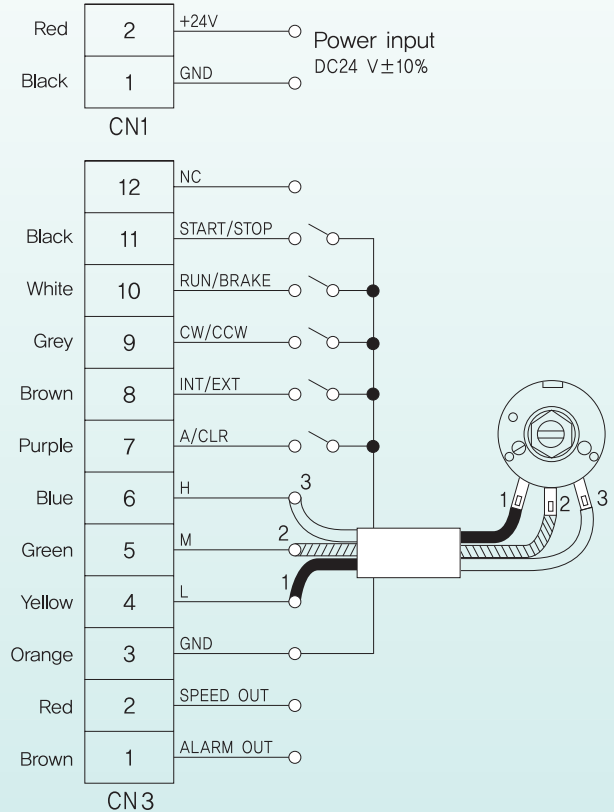 Red 2 +24V
Power input
DC24 V±10%
Black 1 GND
CN1
12 NC
Black 11 START/STOP
White 10 RUN/BRAKE
Grey 9 CW/CCW
Brown 8 INT/EXT
Purple 7 A/CLR
Blue 6 H 3
1 2 3
Green 5 M 2
Yellow 4 L 1
Orange 3 GND
Red 2 SPEED OUT
Brown 1 ALARM OUT
CN3